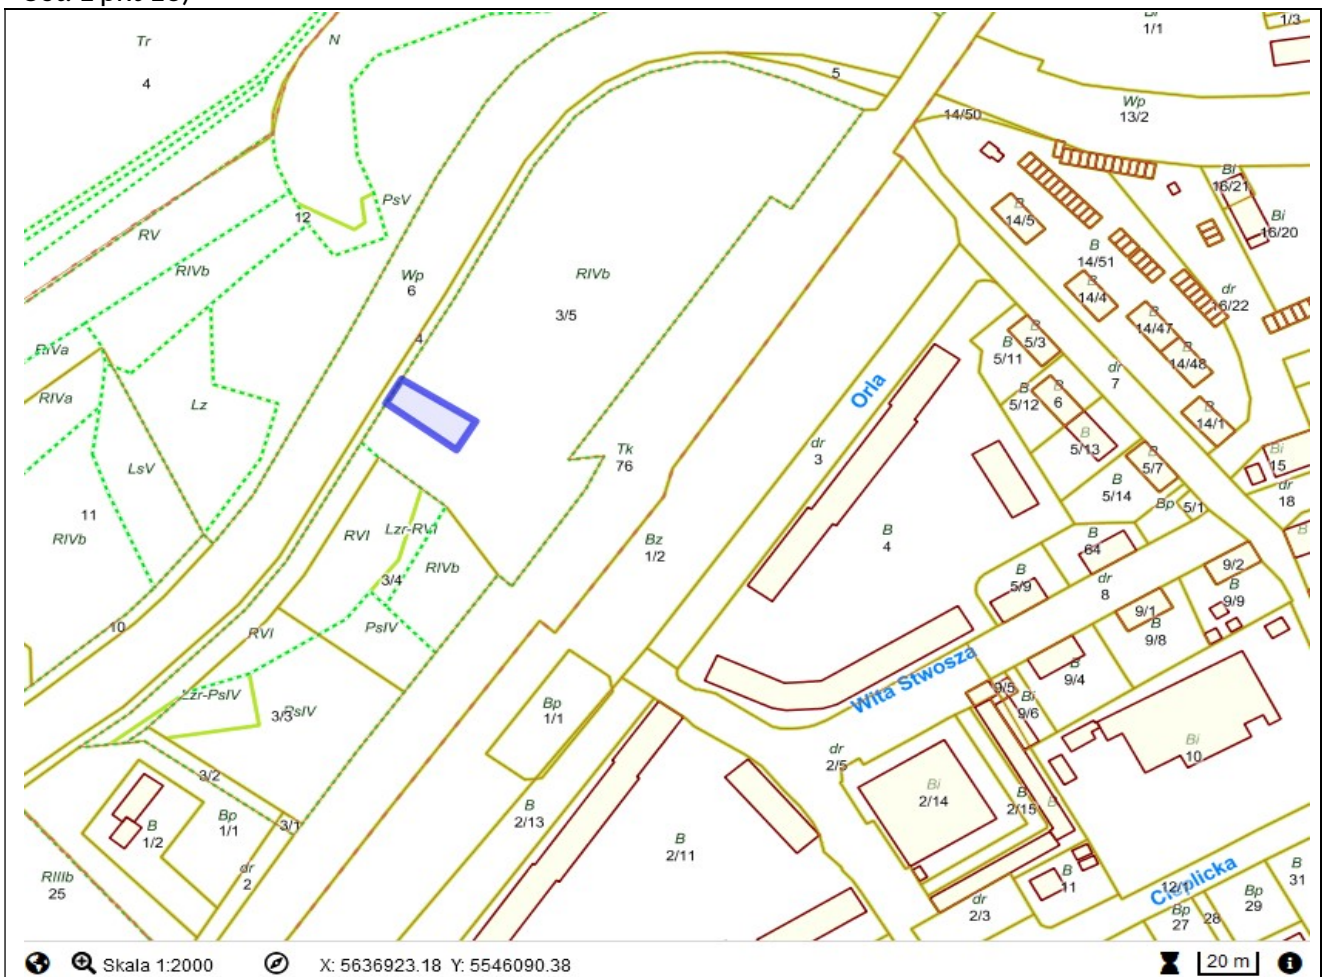 Tr
4
N
Bi
1/1
1/3
5
14/50
Wp
13/2
PsV
12
RV
RIVb
Wp
6
RIVb
3/5
4
B
14/5
B
14/51
Bi
16/21
Bi
16/20
dr
16/22
B
14/4
14/47
B
14/48
B
5/3
B
5/11
dr
7
B
14/1
RIVa
RIVa
Lz
LsV
11
RIVb
Orla
dr
3
B
5/12
B
6
B
5/13
B
5/7
B
5/14
Bp
5/1
Bi
15
dr
18
B
Tk
76
Bz
1/2
B
4
B
64
dr
8
B
5/9
9/2
B
9/9
9/1
B
9/8
RVI
Lzr-RVI
RIVb
3/4
PsIV
10
RVI
Lzr-PsIV
3/3
PsIV
3/2
3/1
Bp
1/1
B
1/2
dr
2
RIIIb
25
Bp
1/1
Wita Stwosza
B
9/4
9/5
Bi
9/6
Bi
10
dr
2/5
Bi
2/14
B
2/15
B
B
2/13
B
2/11
B
11
dr
2/3
Cieplicka
12/1
Bp
27
28
Bp
29
B
31
Skala 1:2000
X: 5636923.18 Y: 5546090.38
20 m